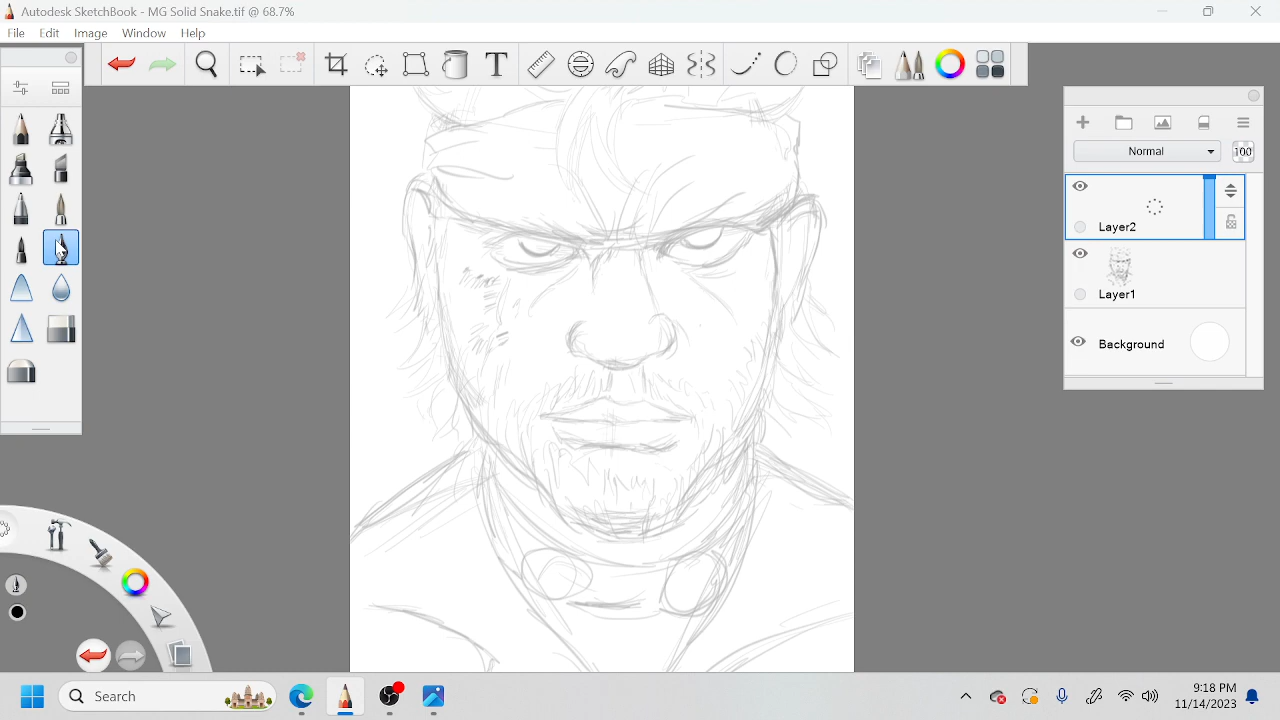 Autodesk SketchBook - MG Solid Snake.tif @ 68.7%
File Edit Image Window Help
T
Normal 100
Layer2
Layer1
Background
Search
9:18 PM
11/14/2023